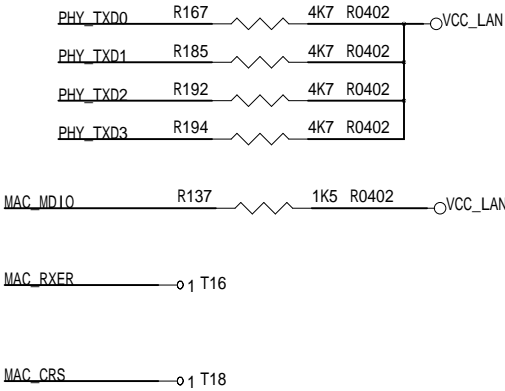 PHY_TXD0 R167 4K7 R0402 VCC_LAN
PHY_TXD1 R185 4K7 R0402
PHY_TXD2 R192 4K7 R0402
PHY_TXD3 R194 4K7 R0402
MAC_MDIO R137 1K5 R0402 VCC_LAN
MAC_RXER 1 T16
MAC_CRS 1 T18